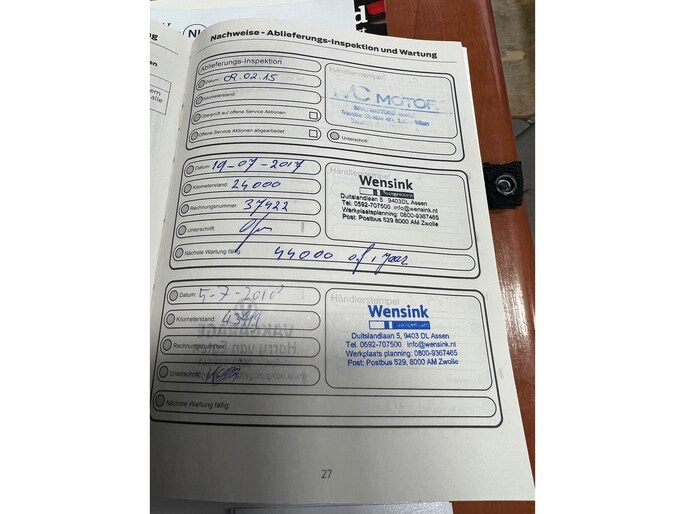 Nachweise - Ablieferungs-Inspektion und Wartung
Ablieferungs-Inspektion
Datum: 02.15
Kilometerstand:
Überprüft auf offene Service Aktionen:
Offene Service Aktionen abgearbeitet:
Händlerstempel
MOTOR
Wien
Unterschrift:
Datum: 19-07-2017
Kilometerstand: 24000
Rechnungsnummer: 37422
Unterschrift:
Nächste Wartung fällig: 44000 of 1 jaar
Händlerstempel
Wensink
Duitslandlaan 5 9403DL Assen
Tel. 0592-707500 info@wensink.nl
Werkplaatsplanning: 0800-9367465
Post: Postbus 529 8000 AM Zwolle
Datum: 5-7-2018
Kilometerstand:
Rechnungsnummer:
Unterschrift:
Nächste Wartung fällig:
Händlerstempel
Wensink
Duitslandlaan 5, 9403 DL Assen
Tel. 0592-707500 info@wensink.nl
Werkplaats planning: 0800-9367465
Post: Postbus 529, 8000 AM Zwolle
27